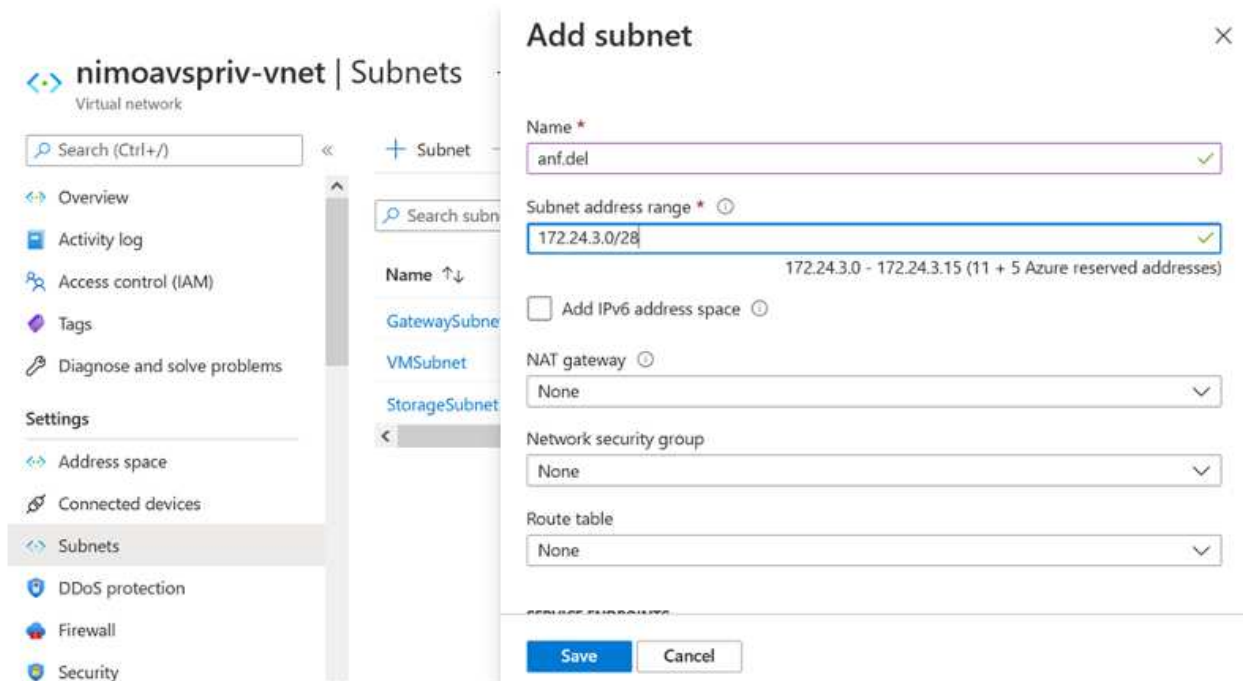 nimoavspriv-vnet | Subnets
Virtual network
Search (Ctrl+/)
«
Overview
Activity log
Access control (IAM)
Tags
Diagnose and solve problems
Settings
Address space
Connected devices
Subnets
DDoS protection
Firewall
Security
+ Subnet
Search subn
Name ↑↓
GatewaySubne
VMSubnet
StorageSubnet
Add subnet
Name *
anf.del
Subnet address range *
172.24.3.0/28
172.24.3.0 - 172.24.3.15 (11 + 5 Azure reserved addresses)
Add IPv6 address space
NAT gateway
None
Network security group
None
Route table
None
SERVICE ENDPOINTS
Save Cancel